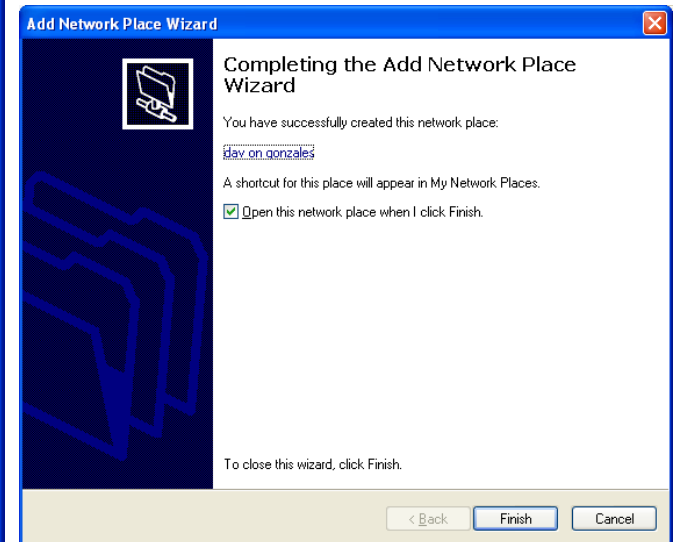 Add Network Place Wizard
Completing the Add Network Place
Wizard
You have successfully created this network place:
dav on gonzales
A shortcut for this place will appear in My Network Places.
Open this network place when I click Finish.
To close this wizard, click Finish.
< Back Finish Cancel